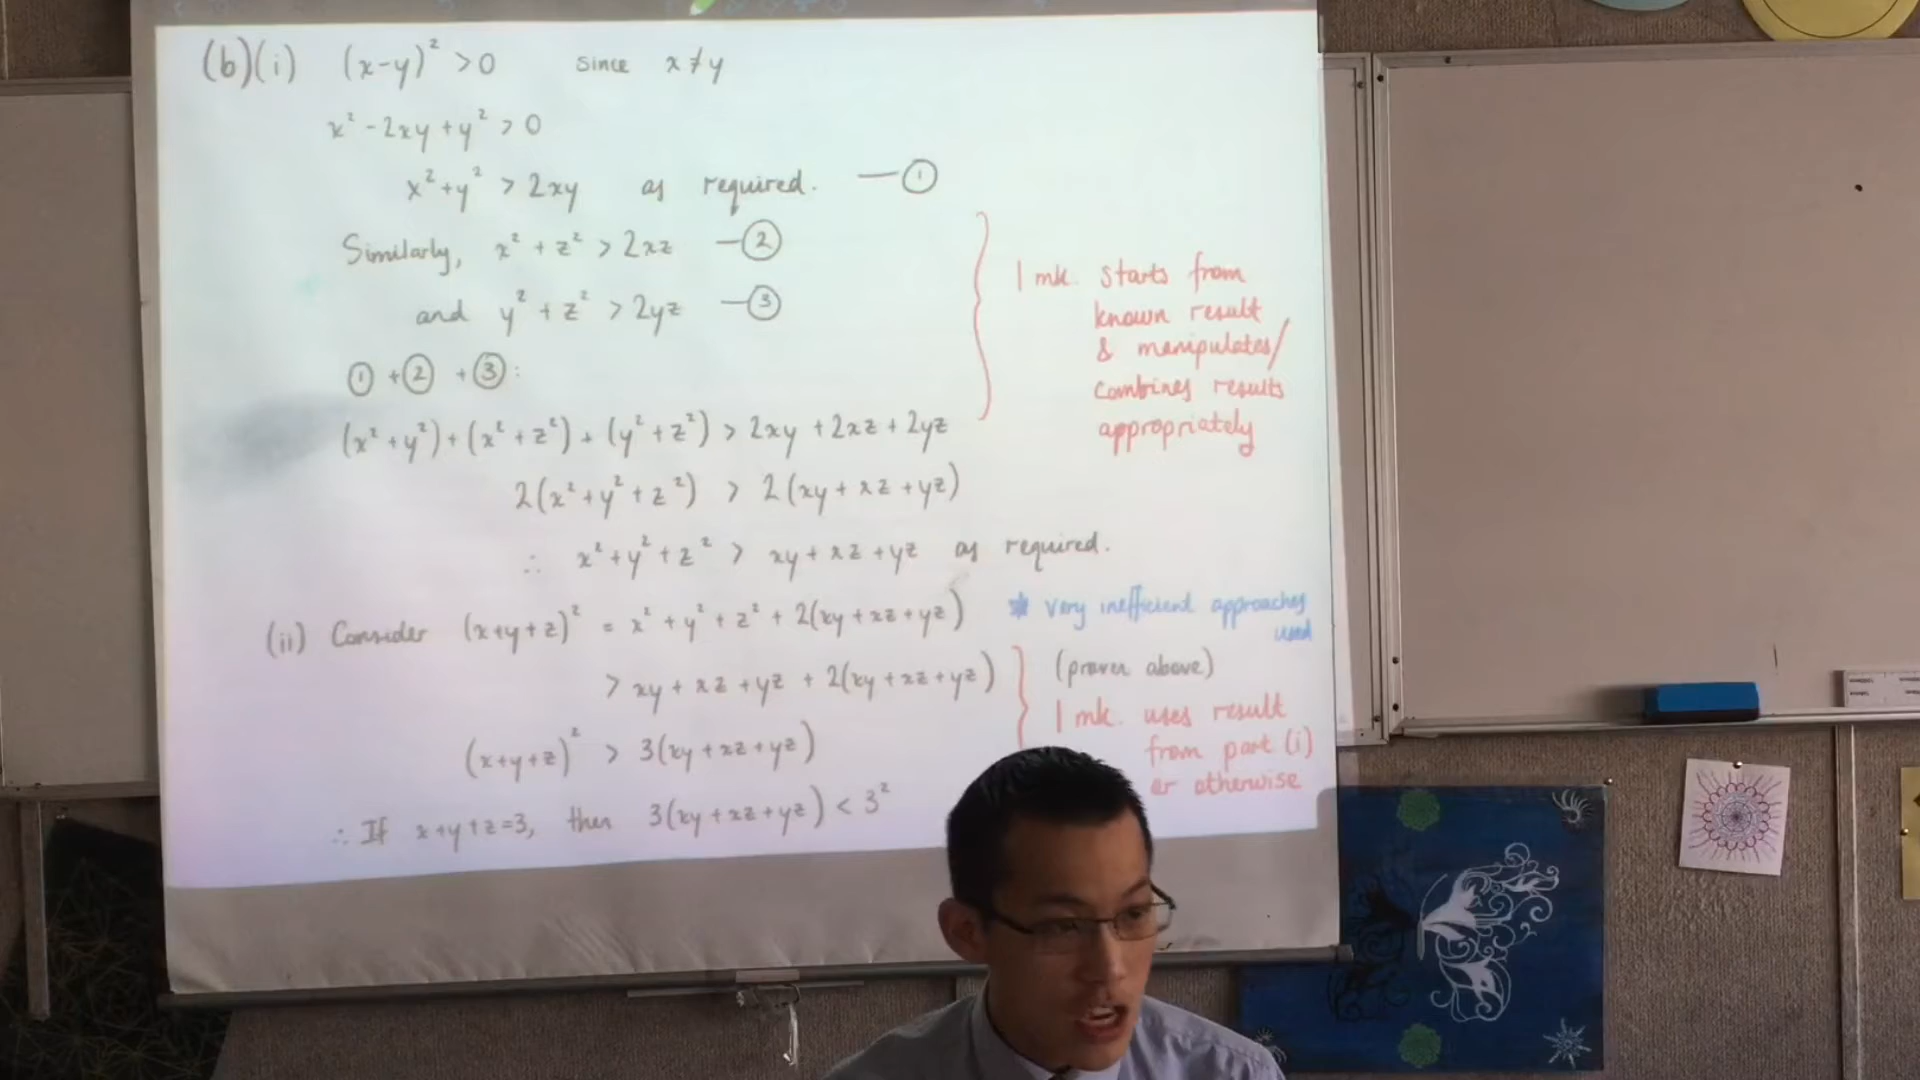 (b)(i) (x-y)² > 0 since x ≠ y
x² - 2xy + y² > 0
x² + y² > 2xy as required. — ①
Similarly, x² + z² > 2xz — ②
and y² + z² > 2yz — ③
① + ② + ③ :
(x² + y²) + (x² + z²) + (y² + z²) > 2xy + 2xz + 2yz
2(x² + y² + z²) > 2(xy + xz + yz)
∴ x² + y² + z² > xy + xz + yz as required.
1 mk. starts from
known result
& manipulates/
combines results
appropriately
(ii) Consider (x+y+z)² = x² + y² + z² + 2(xy + xz + yz)
* very inefficient approaches
used
> xy + xz + yz + 2(xy + xz + yz) (proven above)
(x+y+z)² > 3(xy + xz + yz)
∴ If x+y+z=3, then 3(xy + xz + yz) < 3²
1 mk. uses result
from part (i)
or otherwise